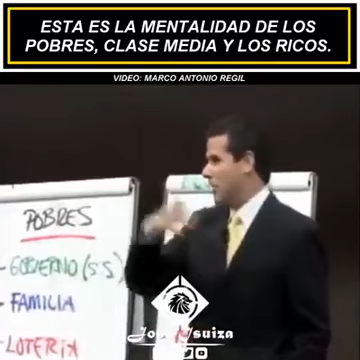 ESTA ES LA MENTALIDAD DE LOS
POBRES, CLASE MEDIA Y LOS RICOS.
VIDEO: MARCO ANTONIO REGIL
POBRES
-GOBIERNO (S.S)
-FAMILIA
-LOTERIA